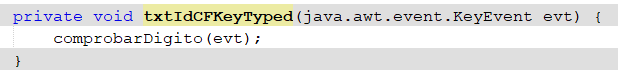 private void txtIdCFKeyTyped(java.awt.event.KeyEvent evt) {
    comprobarDigito(evt);
}